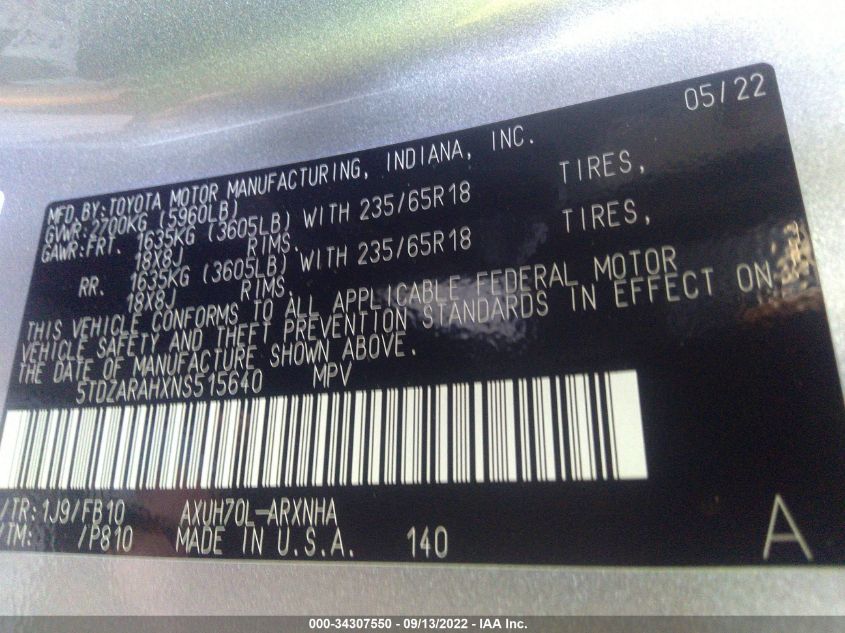 05/22
MFD.BY:TOYOTA MOTOR MANUFACTURING, INDIANA, INC.
GVWR:2700KG (5960LB)
GAWR:FRT. 1635KG (3605LB) WITH 235/65R18 TIRES,
18X8J RIMS.
RR. 1635KG (3605LB) WITH 235/65R18 TIRES,
18X8J RIMS.
THIS VEHICLE CONFORMS TO ALL APPLICABLE FEDERAL MOTOR
VEHICLE SAFETY AND THEFT PREVENTION STANDARDS IN EFFECT ON
THE DATE OF MANUFACTURE SHOWN ABOVE.
5TDZARAHXNS515640 MPV
/TR:1J9/FB10 AXUH70L-ARXNHA
/TM: /P810 MADE IN U.S.A. 140 A
000-34307550 - 09/13/2022 - IAA Inc.